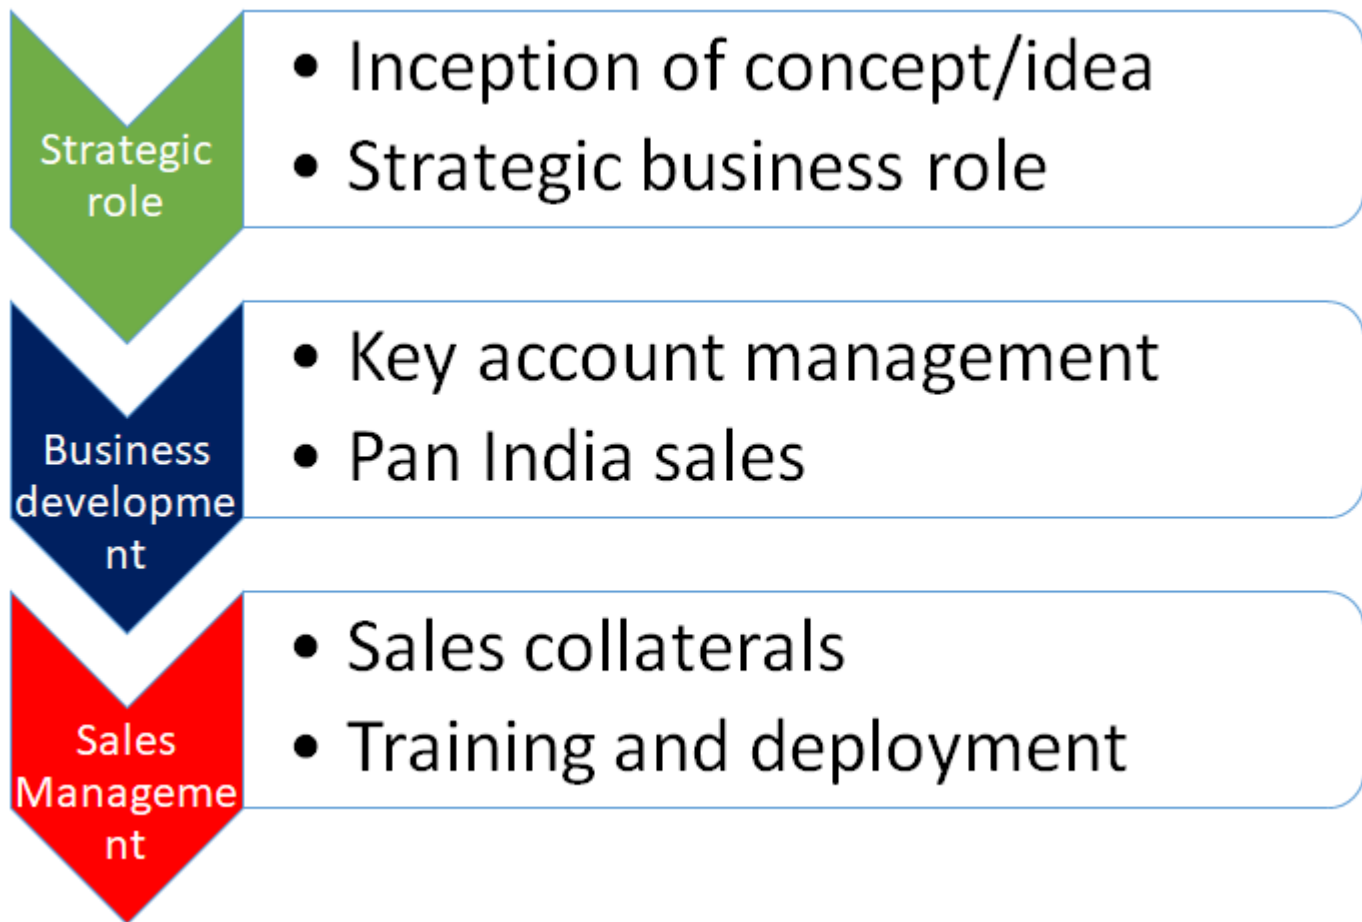 Strategic
role
• Inception of concept/idea
• Strategic business role
Business
developme
nt
• Key account management
• Pan India sales
Sales
Manageme
nt
• Sales collaterals
• Training and deployment